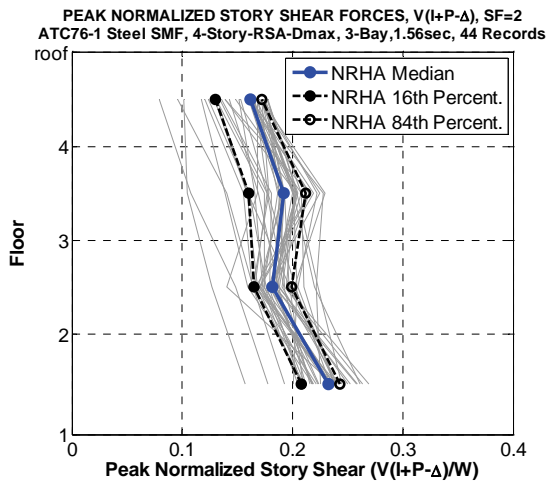 PEAK NORMALIZED STORY SHEAR FORCES, V(I+P-Δ), SF=2
ATC76-1 Steel SMF, 4-Story-RSA-Dmax, 3-Bay,1.56sec, 44 Records
roof
4
3
2
1
Floor
NRHA Median
NRHA 16th Percent.
NRHA 84th Percent.
0
0.1
0.2
0.3
0.4
Peak Normalized Story Shear (V(I+P-Δ)/W)